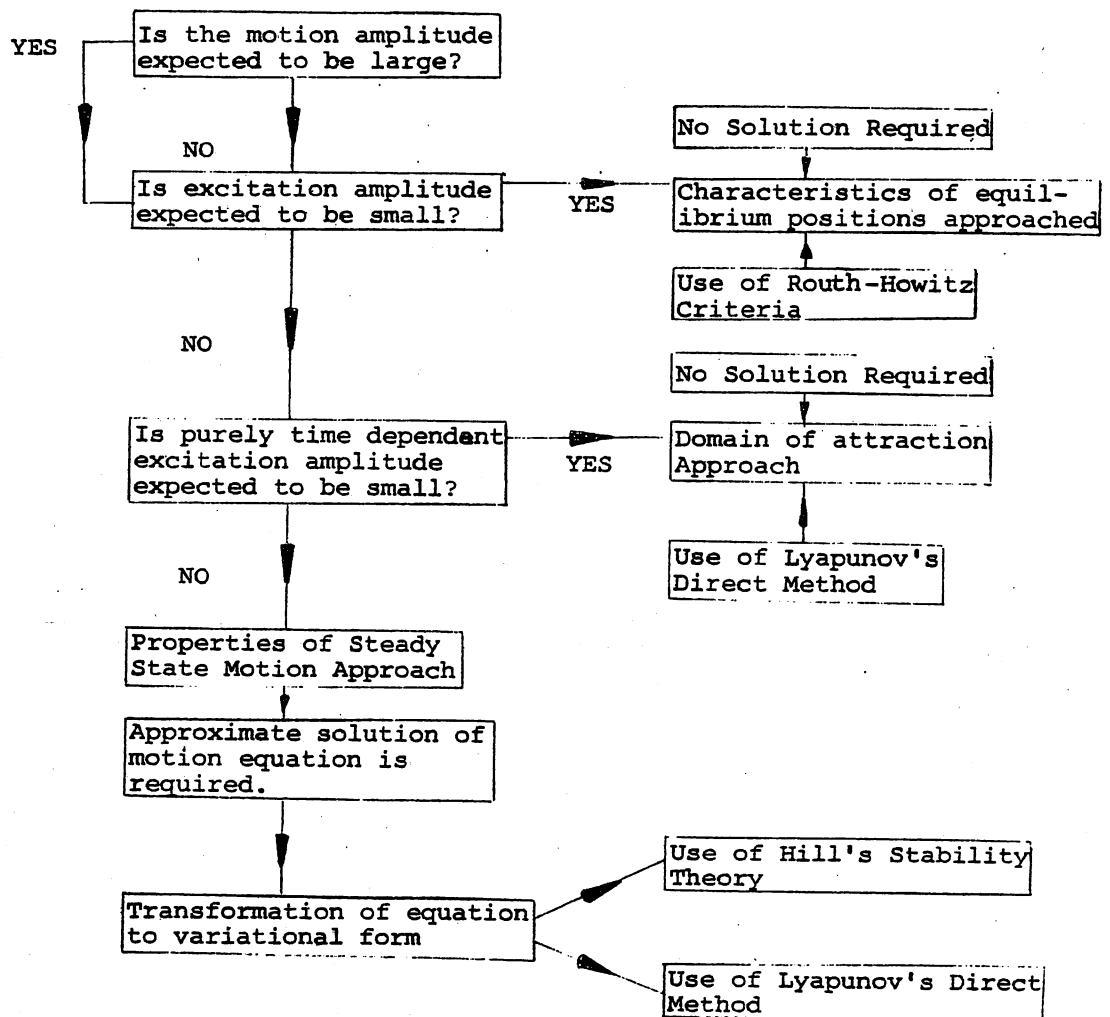 YES
Is the motion amplitude
expected to be large?
NO
No Solution Required
Is excitation amplitude
expected to be small?
YES
Characteristics of equil-
ibrium positions approached
Use of Routh-Howitz
Criteria
NO
No Solution Required
Is purely time dependent
excitation amplitude
expected to be small?
YES
Domain of attraction
Approach
NO
Use of Lyapunov's
Direct Method
Properties of Steady
State Motion Approach
Approximate solution of
motion equation is
required.
Use of Hill's Stability
Theory
Transformation of equation
to variational form
Use of Lyapunov's Direct
Method